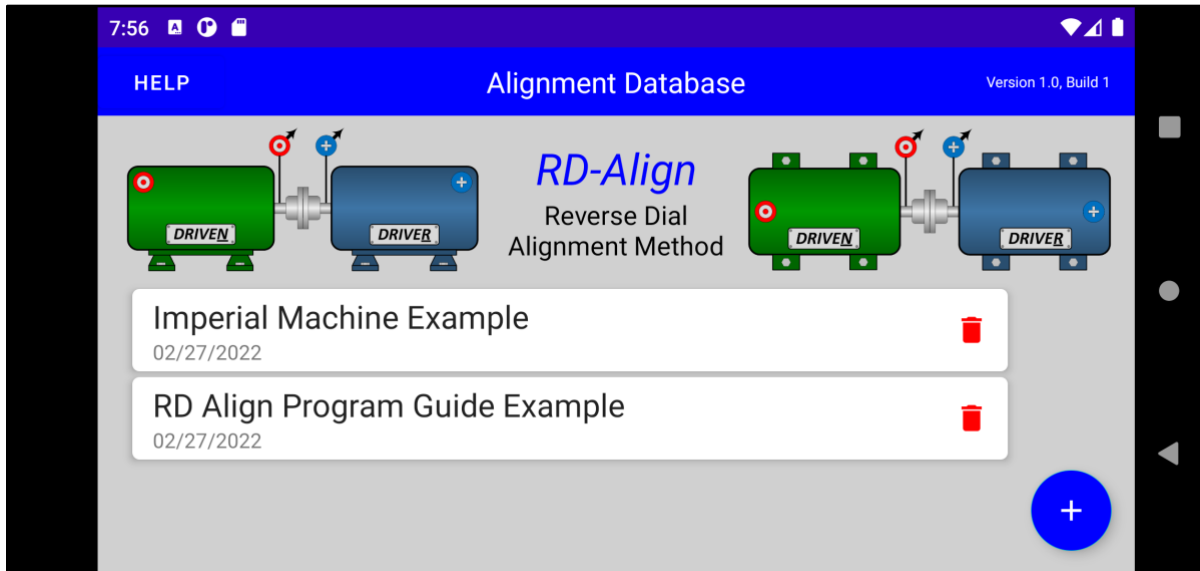 7:56
HELP
Alignment Database
Version 1.0, Build 1
RD-Align
Reverse Dial
Alignment Method
DRIVEN
DRIVER
DRIVEN
DRIVER
Imperial Machine Example
02/27/2022
RD Align Program Guide Example
02/27/2022